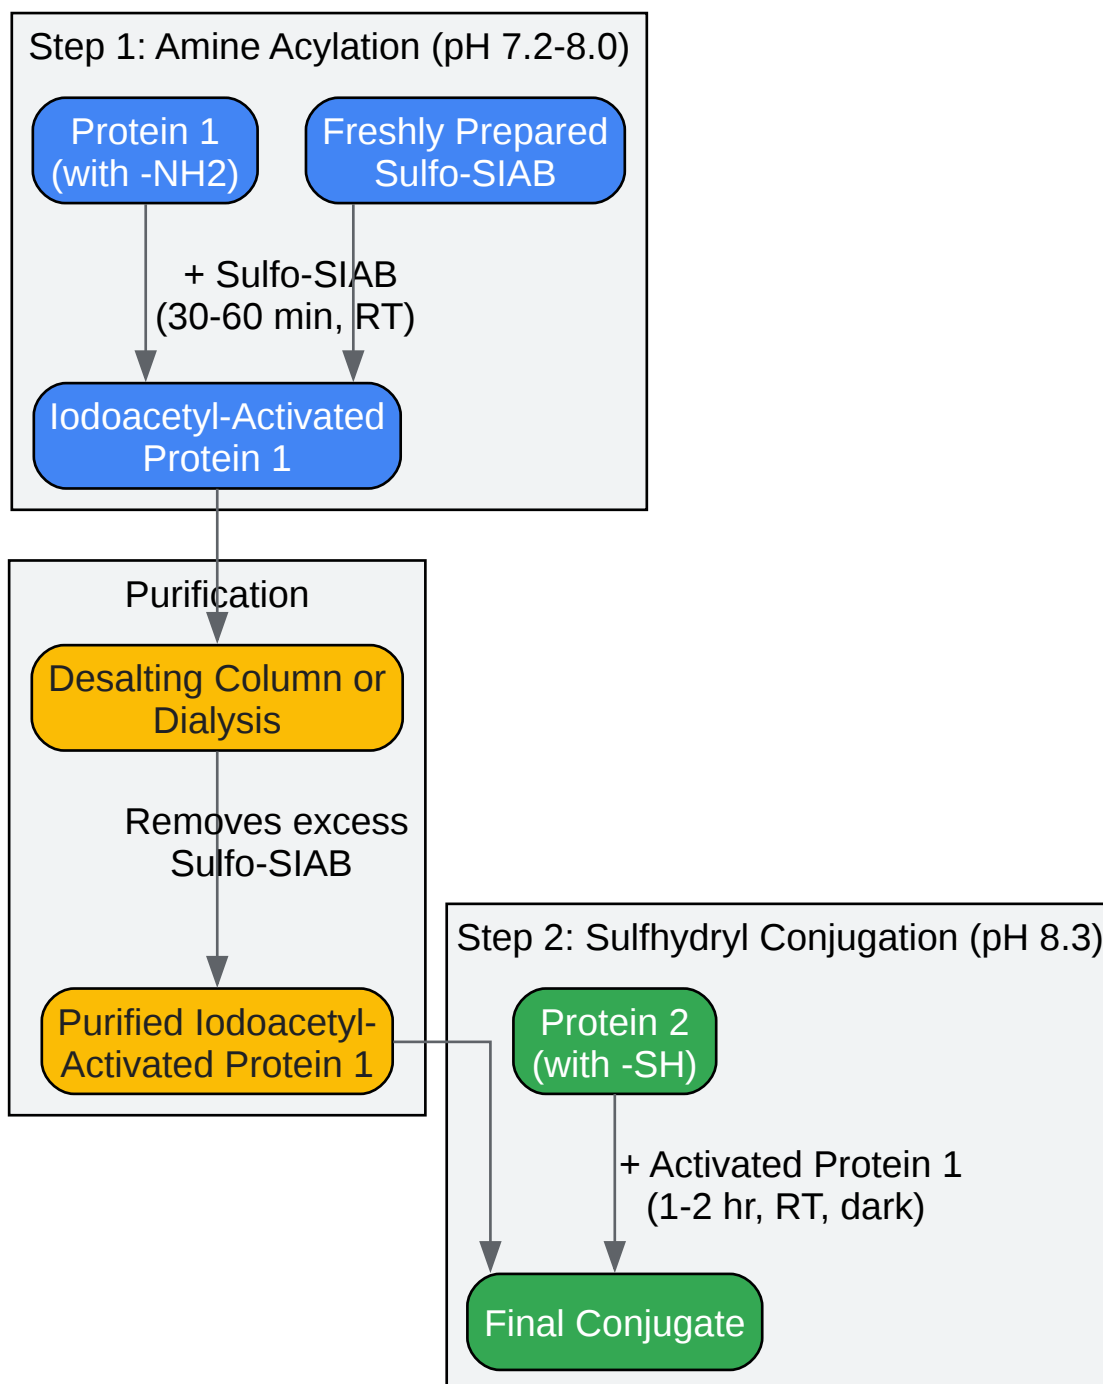 Step 1: Amine Acylation (pH 7.2-8.0)
Protein 1
(with -NH2)
Freshly Prepared
Sulfo-SIAB
+ Sulfo-SIAB
(30-60 min, RT)
Iodoacetyl-Activated
Protein 1
Purification
Desalting Column or
Dialysis
Removes excess
Sulfo-SIAB
Purified Iodoacetyl-
Activated Protein 1
Step 2: Sulfhydryl Conjugation (pH 8.3)
Protein 2
(with -SH)
+ Activated Protein 1
(1-2 hr, RT, dark)
Final Conjugate